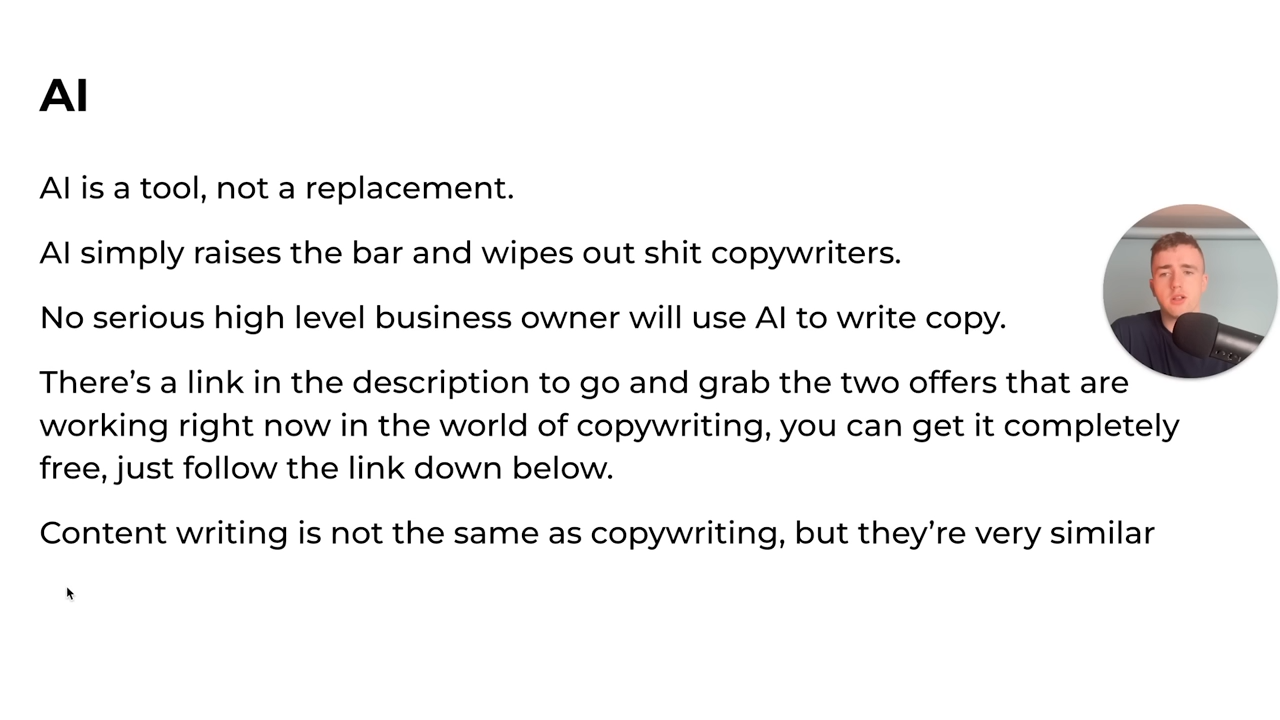 AI
AI is a tool, not a replacement.
AI simply raises the bar and wipes out shit copywriters.
No serious high level business owner will use AI to write copy.
There’s a link in the description to go and grab the two offers that are
working right now in the world of copywriting, you can get it completely
free, just follow the link down below.
Content writing is not the same as copywriting, but they’re very similar